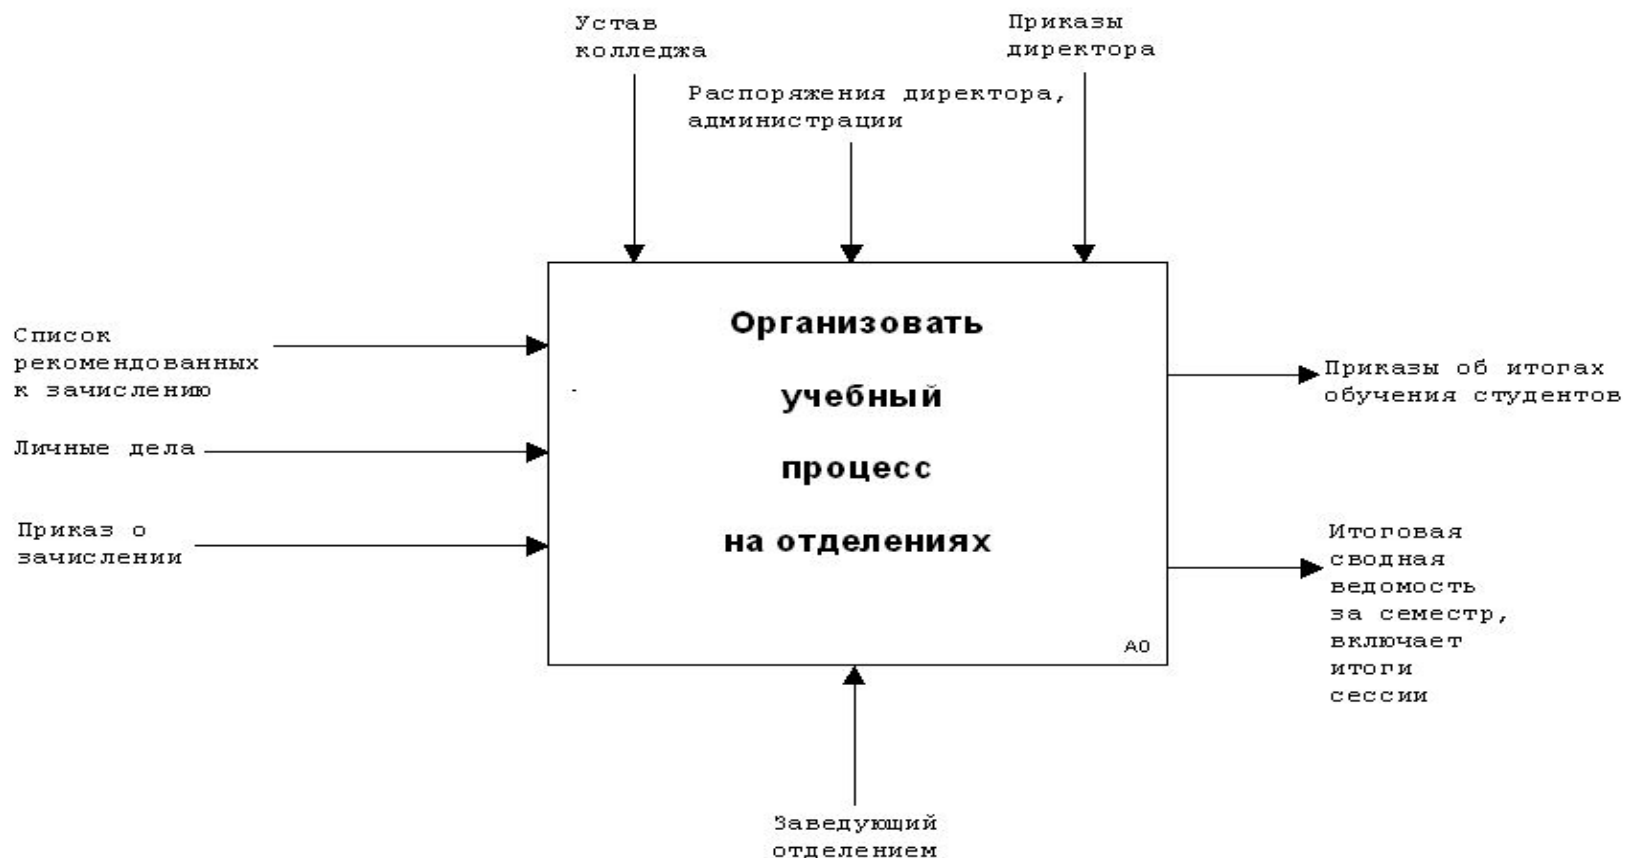 Устав
колледжа
Приказы
директора
Распоряжения директора,
администрации
Список
рекомендованных
к зачислению
Личные дела
Приказ о
зачислении
Организовать
учебный
процесс
на отделениях
A0
Приказы об итогах
обучения студентов
Итоговая
сводная
ведомость
за семестр,
включает
итоги
сессии
Заведующий
отделением